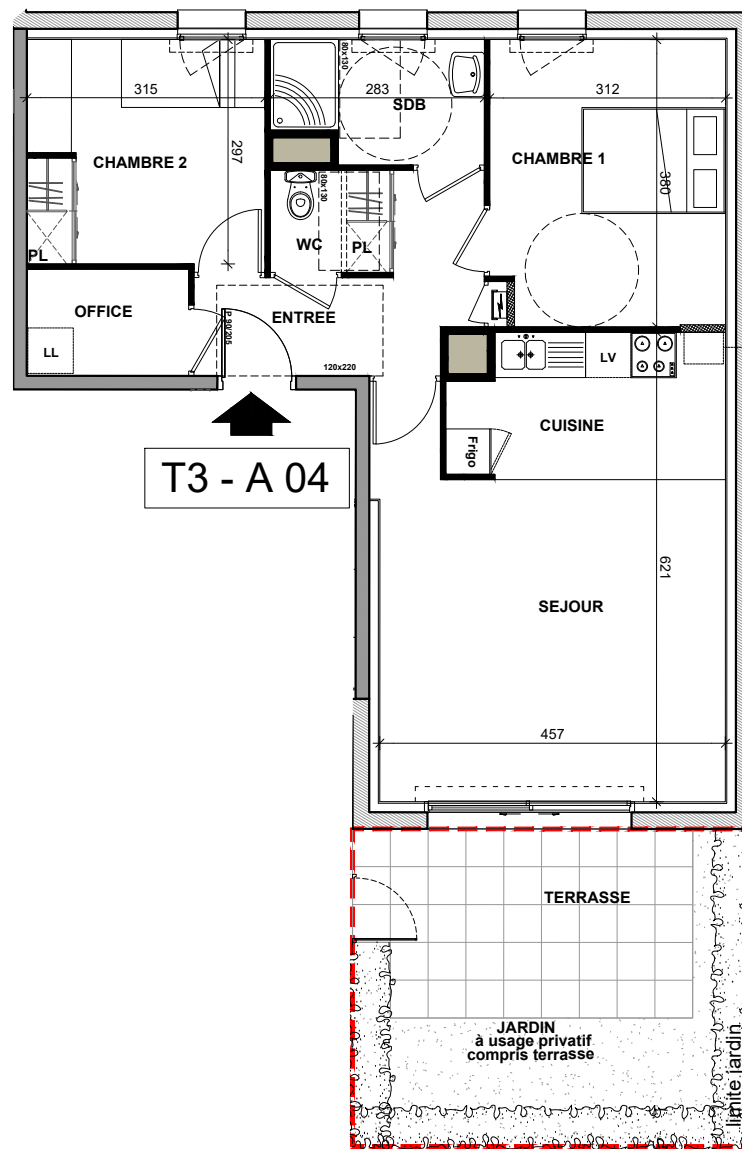 80x130
315
283
312
SDB
297
CHAMBRE 2
CHAMBRE 1
380
80x130
WC
PL
PL
OFFICE
ENTREE
P 90/205
LL
120x220
LV
CUISINE
Frigo
T3 - A 04
621
SEJOUR
457
TERRASSE
JARDIN
à usage privatif
compris terrasse
limite jardin